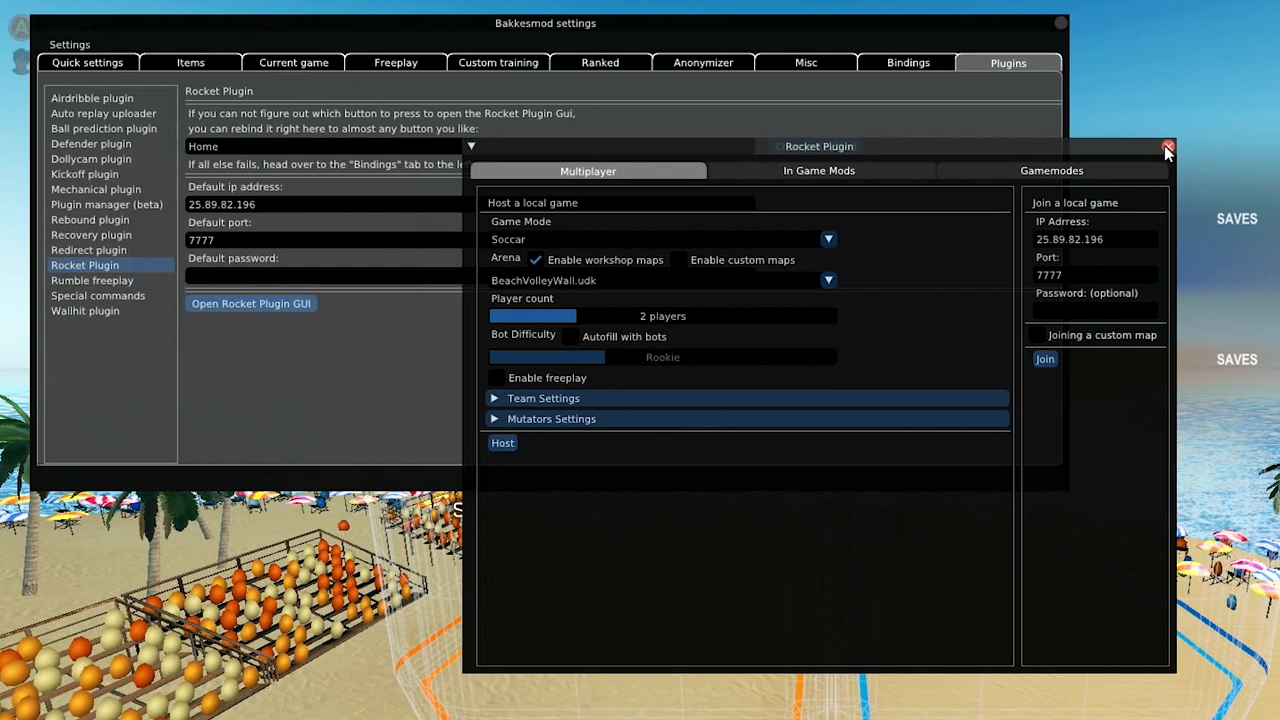 Bakkesmod settings
Settings
Quick settings
Items
Current game
Freeplay
Custom training
Ranked
Anonymizer
Misc
Bindings
Plugins
Airdribble plugin
Auto replay uploader
Ball prediction plugin
Defender plugin
Dollycam plugin
Kickoff plugin
Mechanical plugin
Plugin manager (beta)
Rebound plugin
Recovery plugin
Redirect plugin
Rocket Plugin
Rumble freeplay
Special commands
Wallhit plugin
Rocket Plugin
If you can not figure out which button to press to open the Rocket Plugin Gui,
you can rebind it right here to almost any button you like:
Home
If all else fails, head over to the "Bindings" tab to the le
Default ip address:
25.89.82.196
Default port:
7777
Default password:
Open Rocket Plugin GUI
Rocket Plugin
Multiplayer
In Game Mods
Gamemodes
Host a local game
Game Mode
Soccar
Arena
Enable workshop maps
Enable custom maps
BeachVolleyWall.udk
Player count
2 players
Bot Difficulty
Autofill with bots
Rookie
Enable freeplay
Team Settings
Mutators Settings
Host
Join a local game
IP Adrress:
25.89.82.196
Port:
7777
Password: (optional)
Joining a custom map
Join
SAVES
SAVES